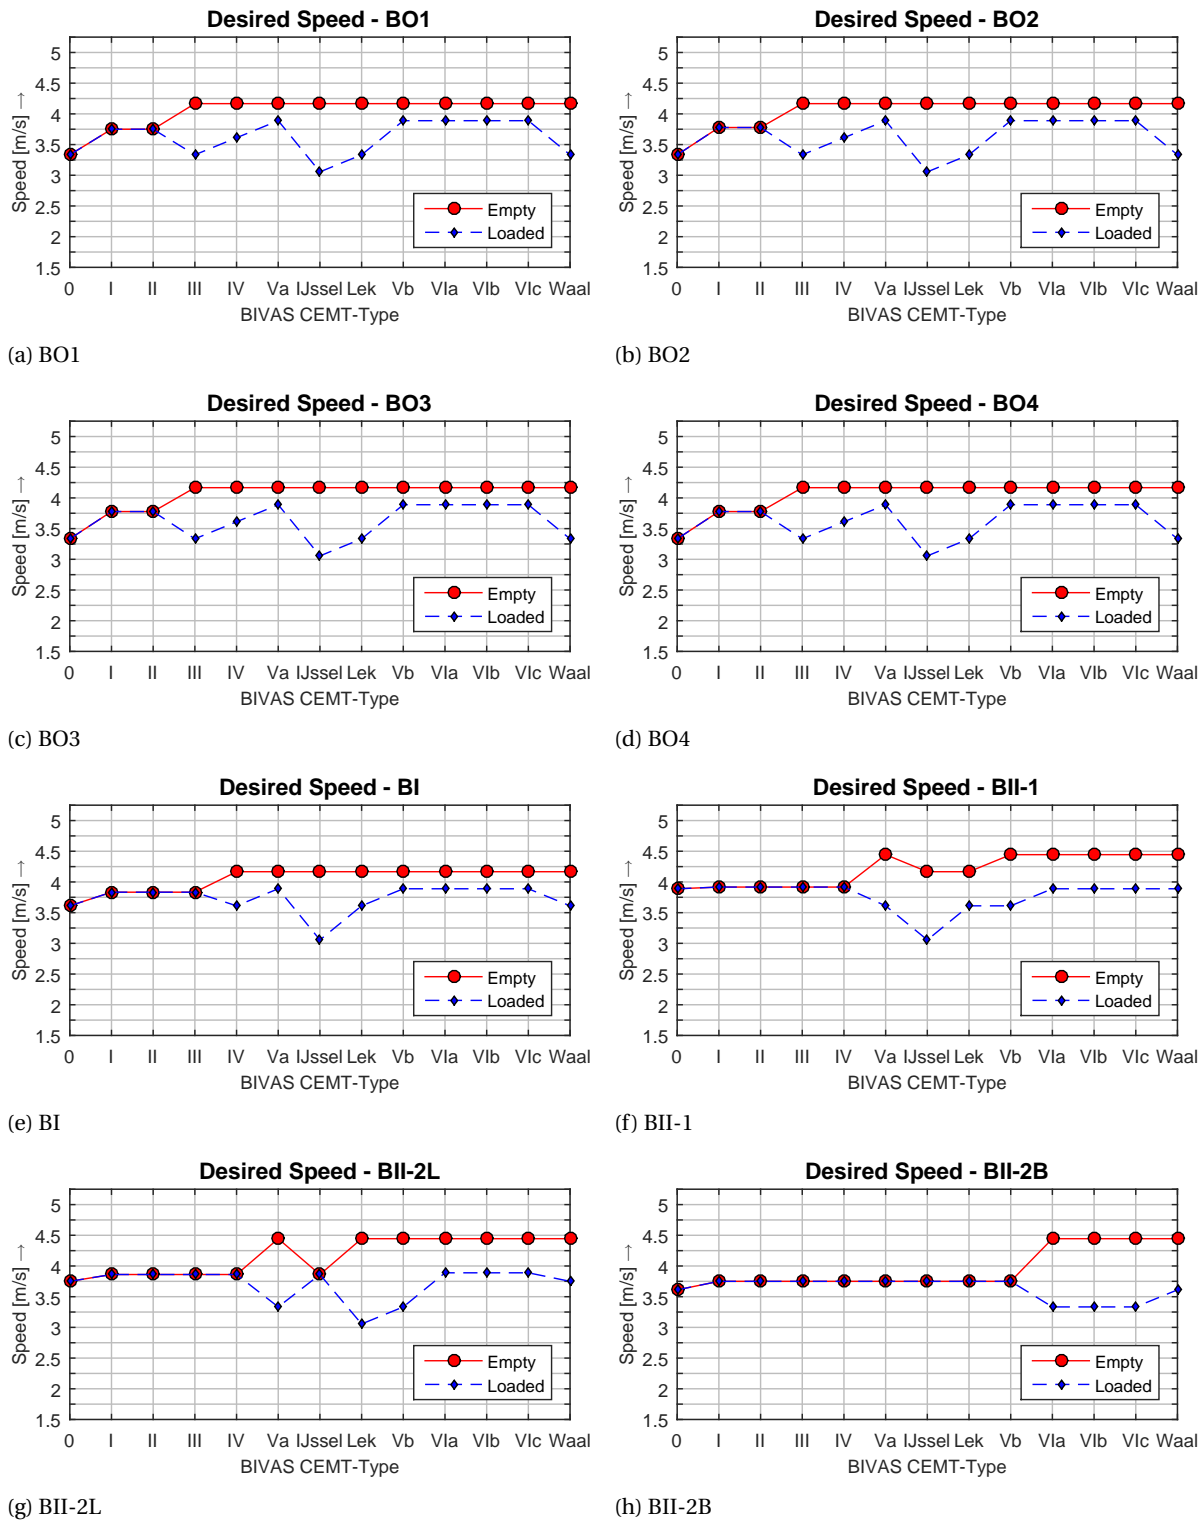 Desired Speed - BO1
5
4.5
4
3.5
3
2.5
2
1.5
Speed [m/s] →
Empty
Loaded
0 I II III IV Va IJssel Lek Vb VIa VIb VIc Waal
BIVAS CEMT-Type
(a) BO1
Desired Speed - BO2
5
4.5
4
3.5
3
2.5
2
1.5
Speed [m/s] →
Empty
Loaded
0 I II III IV Va IJssel Lek Vb VIa VIb VIc Waal
BIVAS CEMT-Type
(b) BO2
Desired Speed - BO3
5
4.5
4
3.5
3
2.5
2
1.5
Speed [m/s] →
Empty
Loaded
0 I II III IV Va IJssel Lek Vb VIa VIb VIc Waal
BIVAS CEMT-Type
(c) BO3
Desired Speed - BO4
5
4.5
4
3.5
3
2.5
2
1.5
Speed [m/s] →
Empty
Loaded
0 I II III IV Va IJssel Lek Vb VIa VIb VIc Waal
BIVAS CEMT-Type
(d) BO4
Desired Speed - BI
5
4.5
4
3.5
3
2.5
2
1.5
Speed [m/s] →
Empty
Loaded
0 I II III IV Va IJssel Lek Vb VIa VIb VIc Waal
BIVAS CEMT-Type
(e) BI
Desired Speed - BII-1
5
4.5
4
3.5
3
2.5
2
1.5
Speed [m/s] →
Empty
Loaded
0 I II III IV Va IJssel Lek Vb VIa VIb VIc Waal
BIVAS CEMT-Type
(f) BII-1
Desired Speed - BII-2L
5
4.5
4
3.5
3
2.5
2
1.5
Speed [m/s] →
Empty
Loaded
0 I II III IV Va IJssel Lek Vb VIa VIb VIc Waal
BIVAS CEMT-Type
(g) BII-2L
Desired Speed - BII-2B
5
4.5
4
3.5
3
2.5
2
1.5
Speed [m/s] →
Empty
Loaded
0 I II III IV Va IJssel Lek Vb VIa VIb VIc Waal
BIVAS CEMT-Type
(h) BII-2B